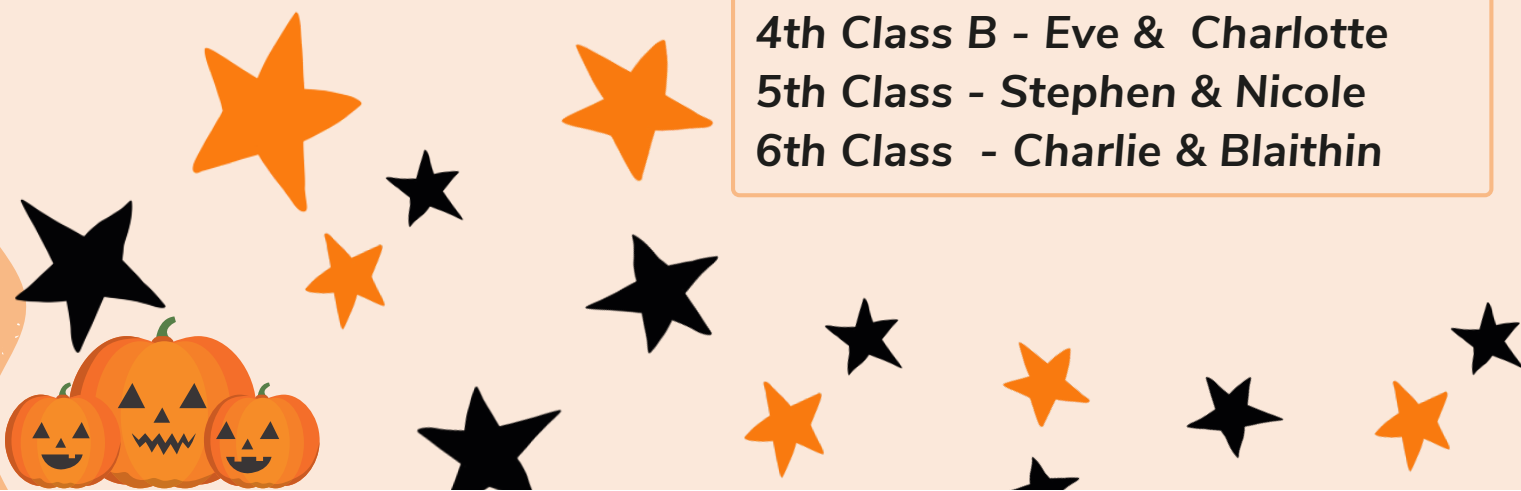 4th Class B - Eve & Charlotte
5th Class - Stephen & Nicole
6th Class - Charlie & Blaithin